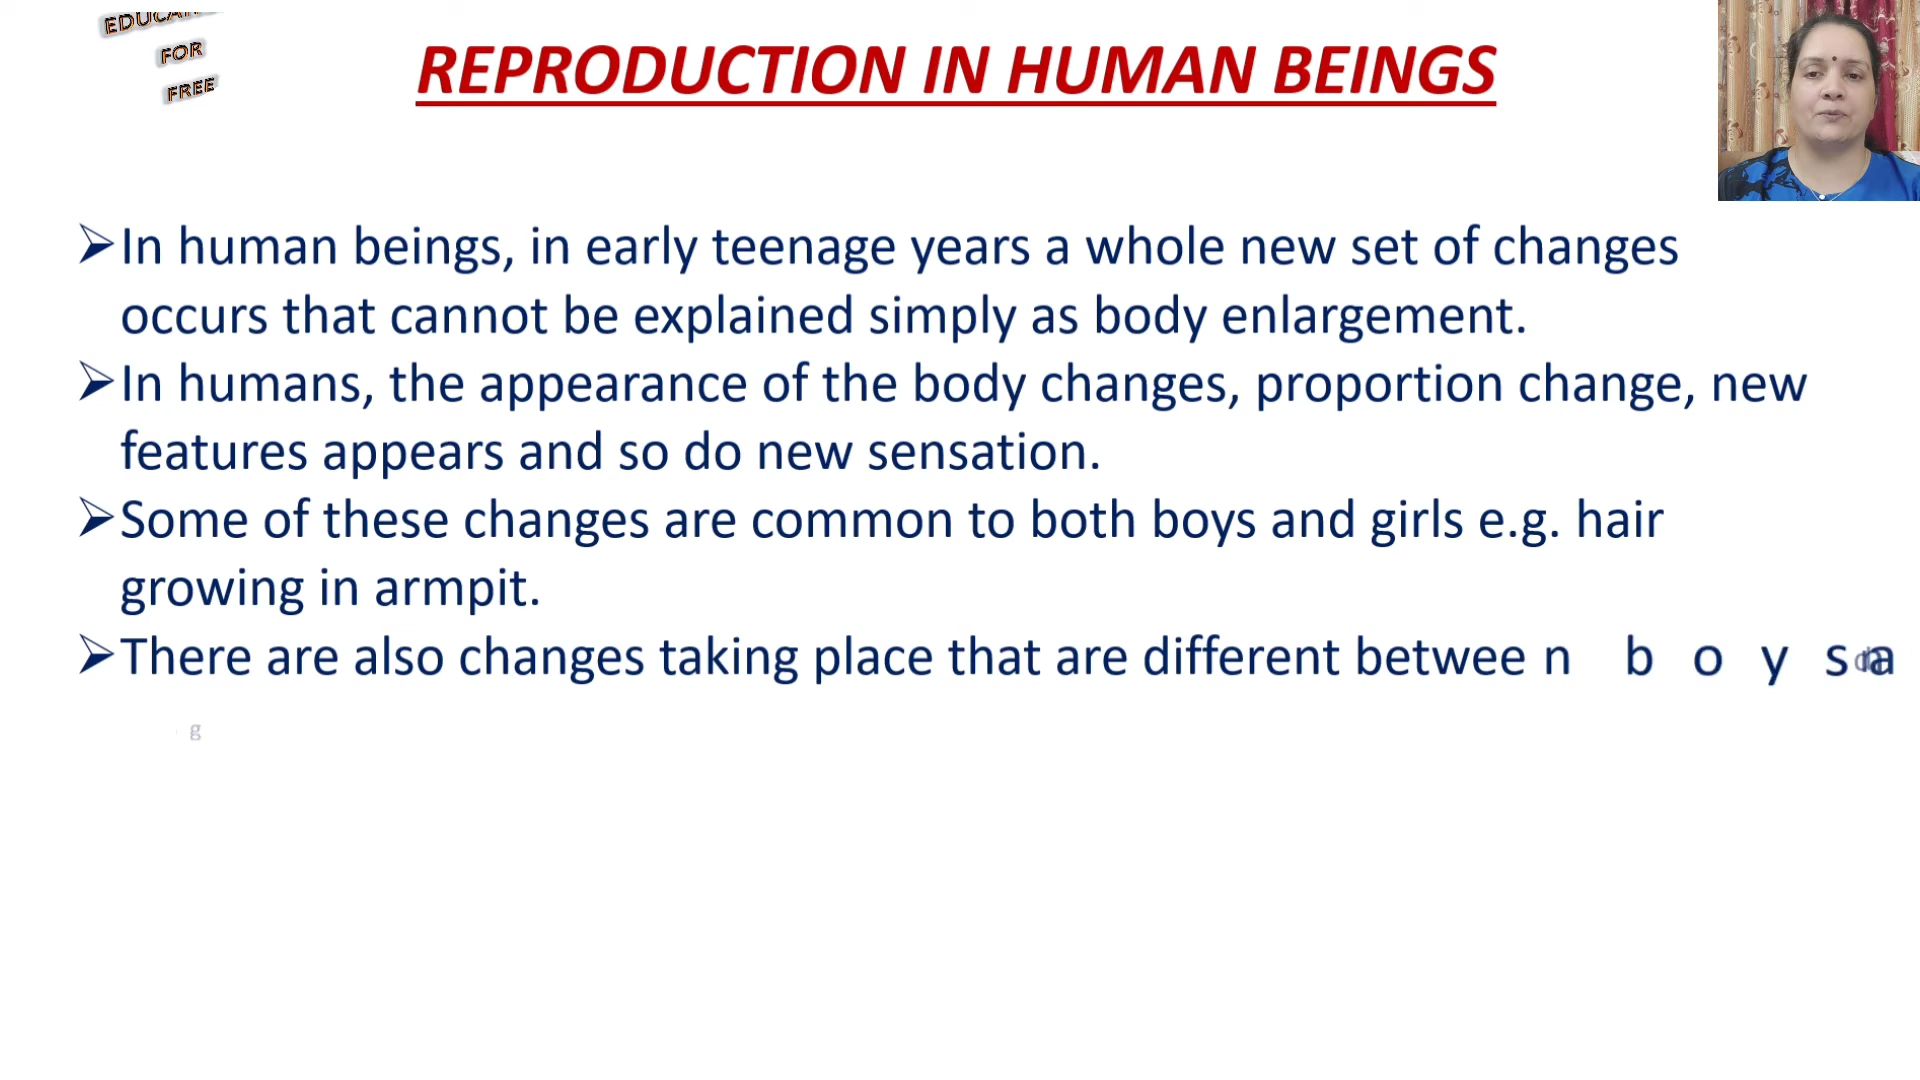 FOR
FREE
REPRODUCTION IN HUMAN BEINGS
➢In human beings, in early teenage years a whole new set of changes
occurs that cannot be explained simply as body enlargement.
➢In humans, the appearance of the body changes, proportion change, new
features appears and so do new sensation.
➢Some of these changes are common to both boys and girls e.g. hair
growing in armpit.
➢There are also changes taking place that are different between boys
g